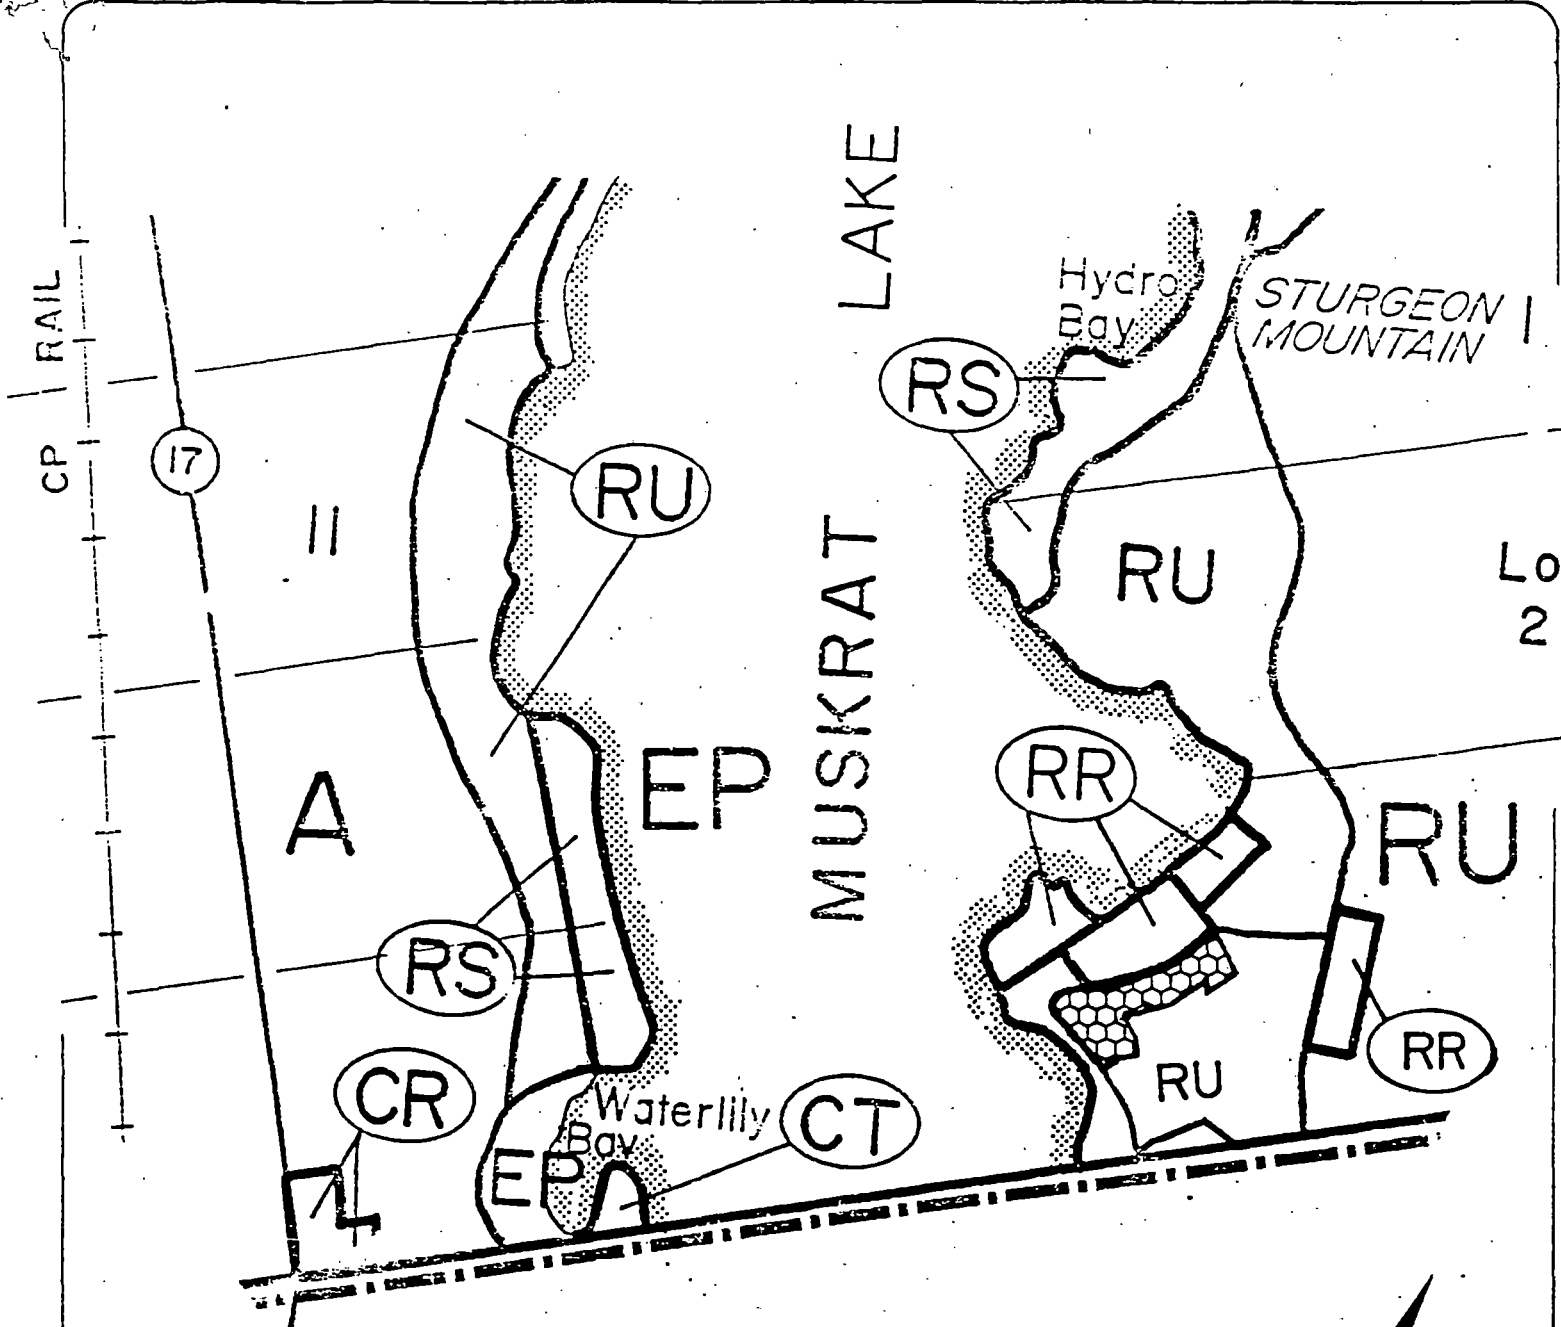 LAKE
Hydro
Bay
STURGEON
MOUNTAIN
I
RAIL
RS
CP
17
RU
II
MUSKRAT
RU
Lo
2
EP
RR
A
RU
RS
RR
CR
RU
Waterlily
Bay
CT
EP